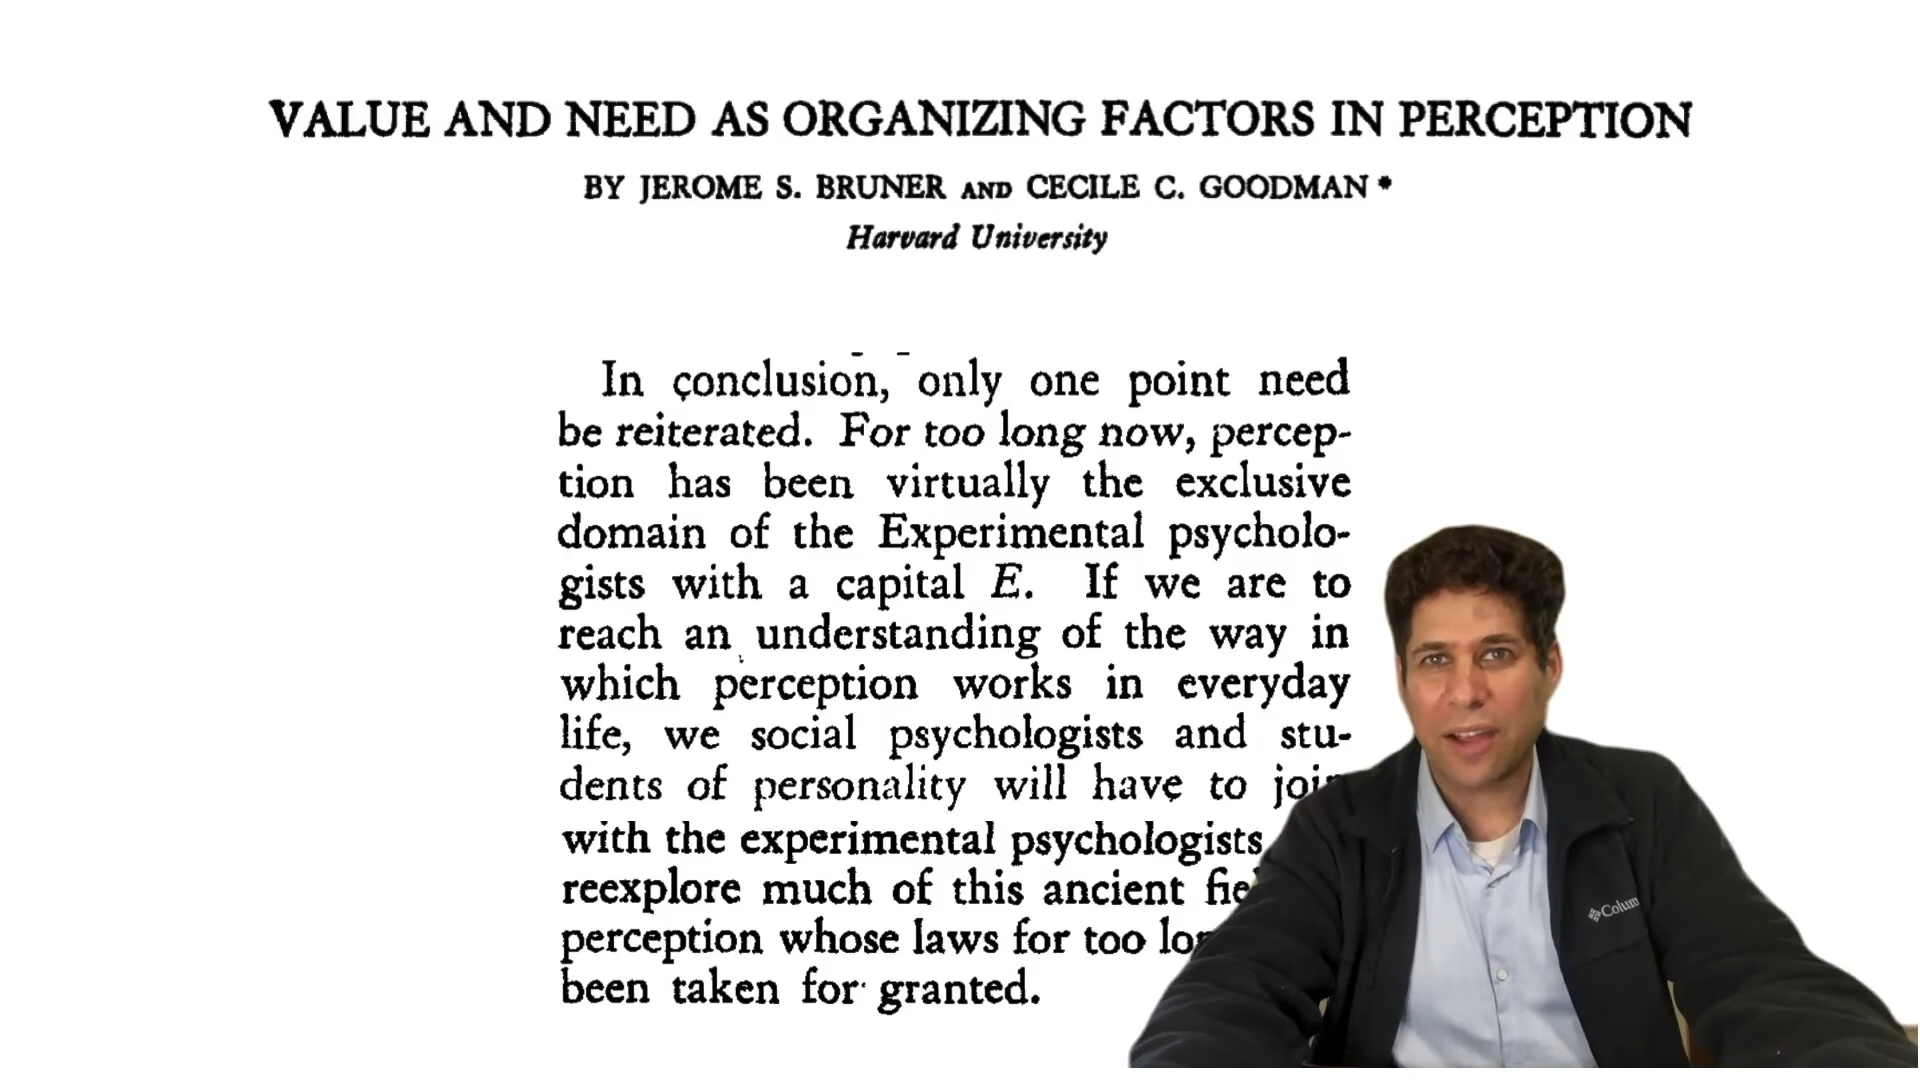 VALUE AND NEED AS ORGANIZING FACTORS IN PERCEPTION
BY JEROME S. BRUNER AND CECILE C. GOODMAN *
Harvard University
In conclusion, only one point need
be reiterated. For too long now, percep-
tion has been virtually the exclusive
domain of the Experimental psycholo-
gists with a capital E. If we are to
reach an understanding of the way in
which perception works in everyday
life, we social psychologists and stu-
dents of personality will have to join
with the experimental psychologists
reexplore much of this ancient
perception whose laws for too
been taken for granted.